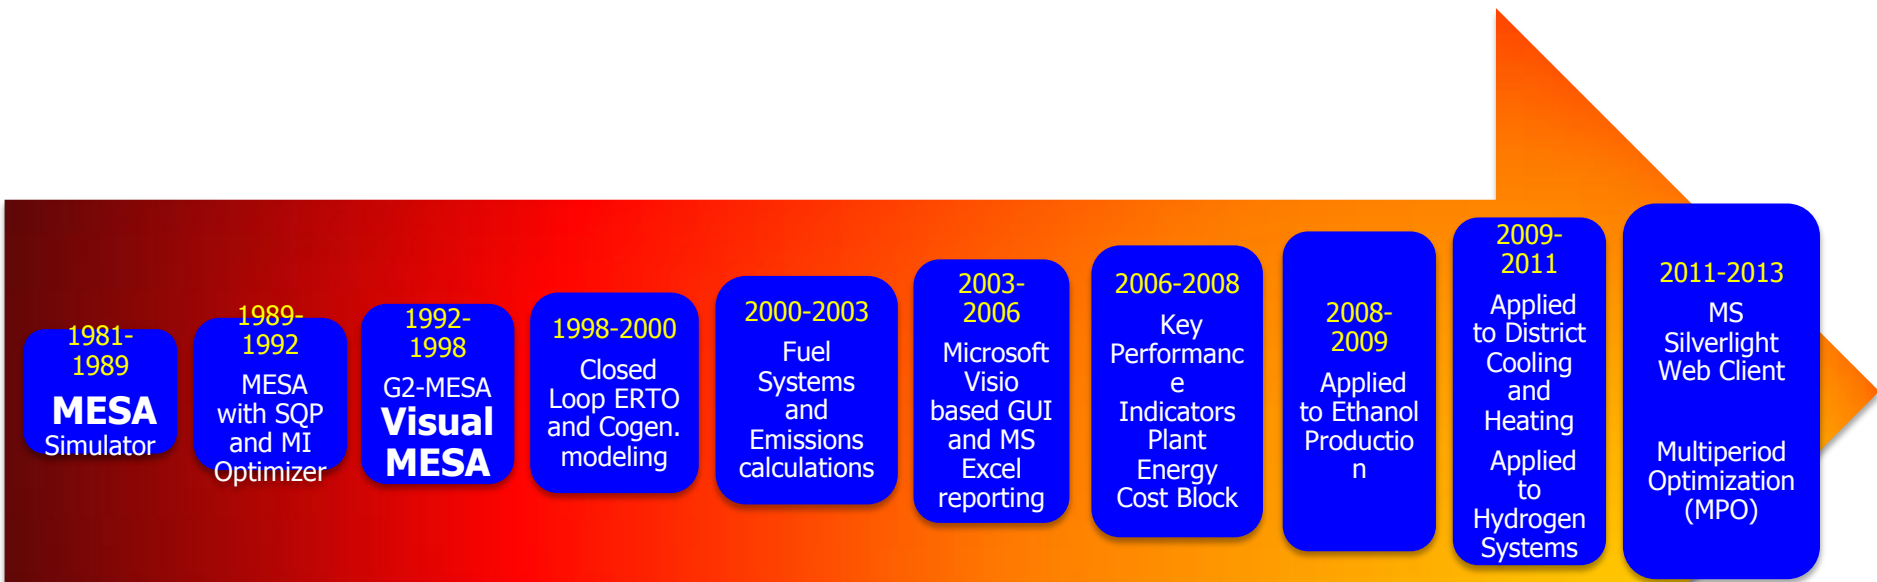 1981-
1989
MESA
Simulator
1989-
1992
MESA
with SQP
and MI
Optimizer
1992-
1998
G2-MESA
Visual
MESA
1998-2000
Closed
Loop ERTO
and Cogen.
modeling
2000-2003
Fuel
Systems
and
Emissions
calculations
2003-
2006
Microsoft
Visio
based GUI
and MS
Excel
reporting
2006-2008
Key
Performanc
e
Indicators
Plant
Energy
Cost Block
2008-
2009
Applied
to Ethanol
Productio
n
2009-
2011
Applied
to District
Cooling
and
Heating
Applied
to
Hydrogen
Systems
2011-2013
MS
Silverlight
Web Client
Multiperiod
Optimization
(MPO)